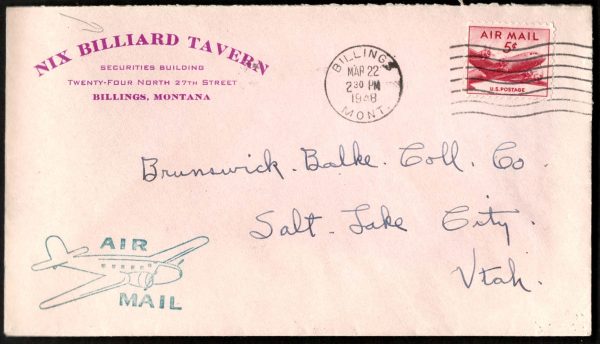 NIX BILLIARD TAVERN
SECURITIES BUILDING
TWENTY-FOUR NORTH 27TH STREET
BILLINGS, MONTANA
BILLINGS
MAR 22
2 30 PM
1948
MONT.
AIR MAIL
5¢
U.S. POSTAGE
Brunswick. Balke. Coll. Co.
Salt. Lake City.
Utah.
AIR
MAIL